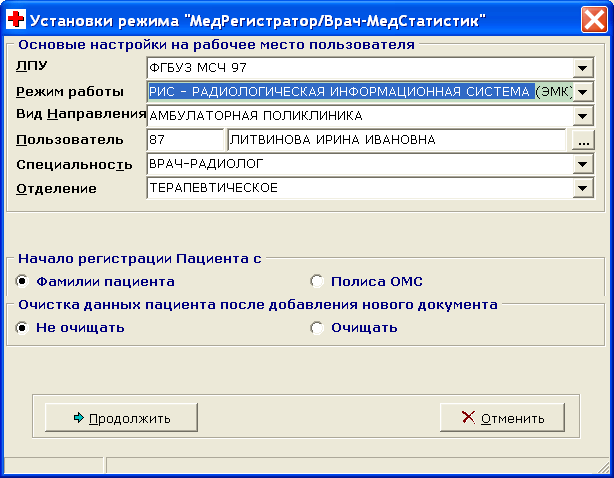 Установки режима "МедРегистратор/Врач-МедСтатистик"
Основые настройки на рабочее место пользователя
ЛПУ ФГБУЗ МСЧ 97
Режим работы РИС - РАДИОЛОГИЧЕСКАЯ ИНФОРМАЦИОННАЯ СИСТЕМА (ЭМК)
Вид Направления АМБУЛАТОРНАЯ ПОЛИКЛИНИКА
Пользователь 87 ЛИТВИНОВА ИРИНА ИВАНОВНА ...
Специальность ВРАЧ-РАДИОЛОГ
Отделение ТЕРАПЕВТИЧЕСКОЕ
Начало регистрации Пациента с
Фамилии пациента Полиса ОМС
Очистка данных пациента после добавления нового документа
Не очищать Очищать
Продолжить Отменить